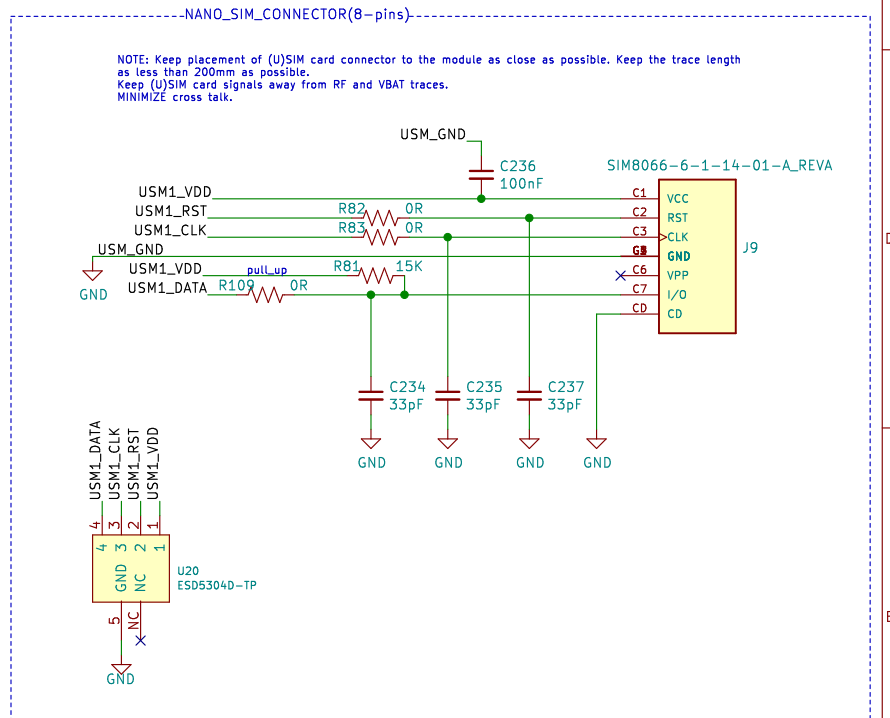 NANO_SIM_CONNECTOR(8-pins)
NOTE: Keep placement of (U)SIM card connector to the module as close as possible. Keep the trace length
as less than 200mm as possible.
Keep (U)SIM card signals away from RF and VBAT traces.
MINIMIZE cross talk.
USM_GND
C236
100nF
SIM8066-6-1-14-01-A_REVA
USM1_VDD
C1 VCC
USM1_RST R82 0R
C2 RST
USM1_CLK R83 0R
C3 CLK
USM_GND
GND
J9
USM1_VDD pull_up R81 15K
C6 VPP
USM1_DATA R109 0R
C7 I/O
GND
CD CD
C234
33pF
C235
33pF
C237
33pF
GND
GND
GND
GND
USM1_DATA
USM1_CLK
USM1_RST
USM1_VDD
4 3 2 1
4 3 2 1
GND NC
U20
ESD5304D-TP
5 NC
GND